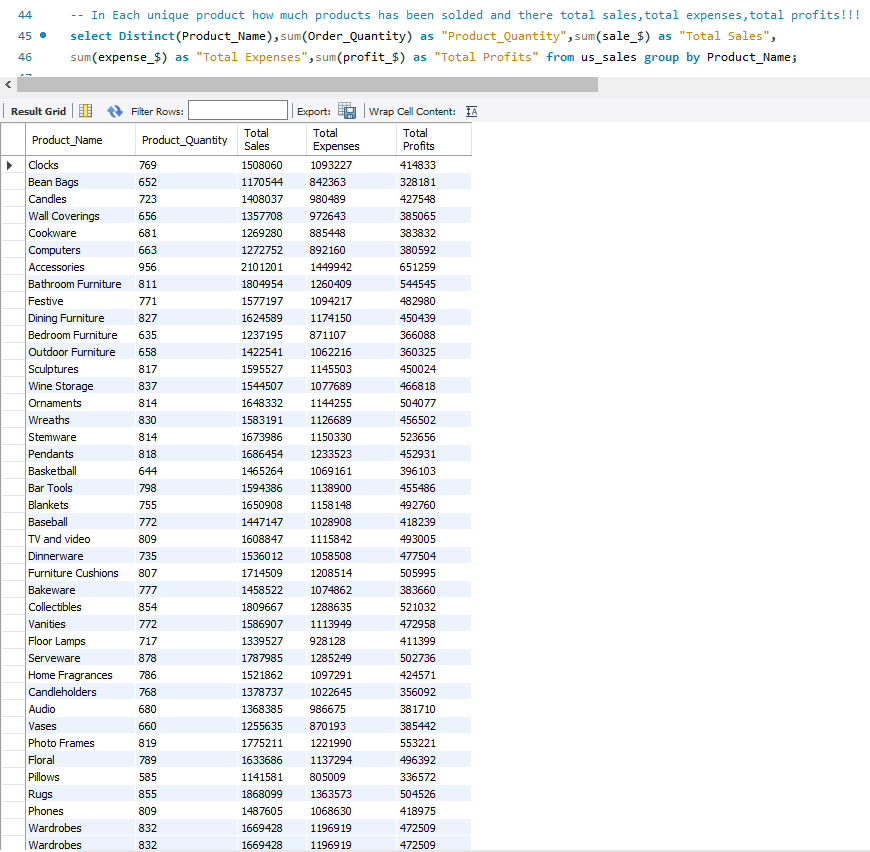 44 -- In Each unique product how much products has been solded and there total sales,total expenses,total profits!!!
45 select Distinct(Product_Name),sum(Order_Quantity) as "Product_Quantity",sum(sale_$) as "Total Sales",
46 sum(expense_$) as "Total Expenses",sum(profit_$) as "Total Profits" from us_sales group by Product_Name;
Result Grid Filter Rows: Export: Wrap Cell Content: IA
Product_Name Product_Quantity Total Sales Total Expenses Total Profits
Clocks 769 1508060 1093227 414833
Bean Bags 652 1170544 842363 328181
Candles 723 1408037 980489 427548
Wall Coverings 656 1357708 972643 385065
Cookware 681 1269280 885448 383832
Computers 663 1272752 892160 380592
Accessories 956 2101201 1449942 651259
Bathroom Furniture 811 1804954 1260409 544545
Festive 771 1577197 1094217 482980
Dining Furniture 827 1624589 1174150 450439
Bedroom Furniture 635 1237195 871107 366088
Outdoor Furniture 658 1422541 1062216 360325
Sculptures 817 1595527 1145503 450024
Wine Storage 837 1544507 1077689 466818
Ornaments 814 1648332 1144255 504077
Wreaths 830 1583191 1126689 456502
Stemware 814 1673986 1150330 523656
Pendants 818 1686454 1233523 452931
Basketball 644 1465264 1069161 396103
Bar Tools 798 1594386 1138900 455486
Blankets 755 1650908 1158148 492760
Baseball 772 1447147 1028908 418239
TV and video 809 1608847 1115842 493005
Dinnerware 735 1536012 1058508 477504
Furniture Cushions 807 1714509 1208514 505995
Bakeware 777 1458522 1074862 383660
Collectibles 854 1809667 1288635 521032
Vanities 772 1586907 1113949 472958
Floor Lamps 717 1339527 928128 411399
Serveware 878 1787985 1285249 502736
Home Fragrances 786 1521862 1097291 424571
Candleholders 768 1378737 1022645 356092
Audio 680 1368385 986675 381710
Vases 660 1255635 870193 385442
Photo Frames 819 1775211 1221990 553221
Floral 789 1633686 1137294 496392
Pillows 585 1141581 805009 336572
Rugs 855 1868099 1363573 504526
Phones 809 1487605 1068630 418975
Wardrobes 832 1669428 1196919 472509
Wardrobes 832 1669428 1196919 472509